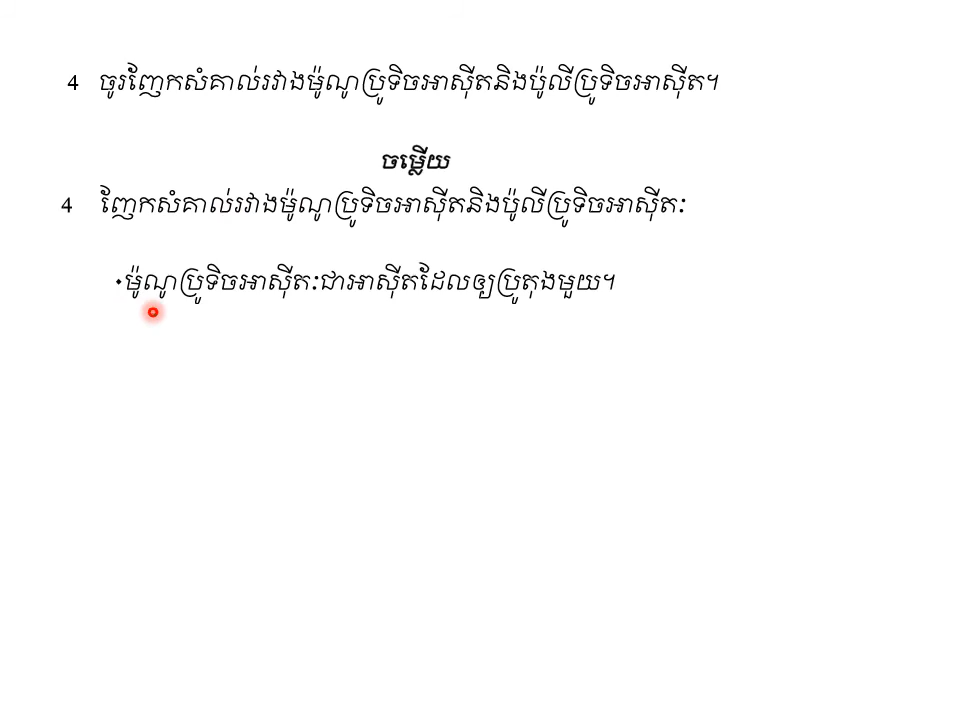 4 ចូរញែកសំគាល់រវាងម៉ូណូប្រូទិចអាស៊ីតនិងប៉ូលីប្រូទិចអាស៊ីត។
ចម្លើយ
4 ញែកសំគាល់រវាងម៉ូណូប្រូទិចអាស៊ីតនិងប៉ូលីប្រូទិចអាស៊ីតៈ
·ម៉ូណូប្រូទិចអាស៊ីតៈជាអាស៊ីតដែលឲ្យប្រូតុងមួយ។